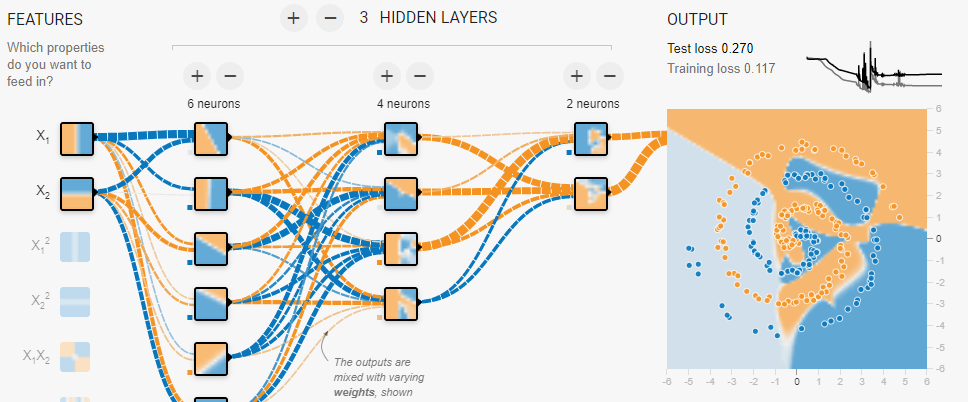 FEATURES
Which properties
do you want to
feed in?
X₁
X₂
X₁²
X₂²
X₁X₂
+ − 3 HIDDEN LAYERS
+ −
6 neurons
+ −
4 neurons
+ −
2 neurons
The outputs are
mixed with varying
weights, shown
OUTPUT
Test loss 0.270
Training loss 0.117
6
5
4
3
2
1
0
-1
-2
-3
-4
-5
-6
-6 -5 -4 -3 -2 -1 0 1 2 3 4 5 6